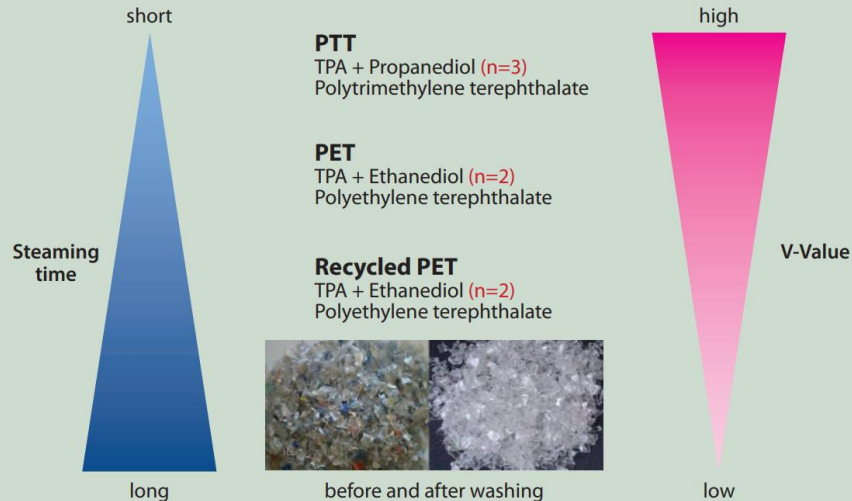 short
high
PTT
TPA + Propanediol (n=3)
Polytrimethylene terephthalate
PET
TPA + Ethanediol (n=2)
Polyethylene terephthalate
Steaming
time
V-Value
Recycled PET
TPA + Ethanediol (n=2)
Polyethylene terephthalate
long
before and after washing
low